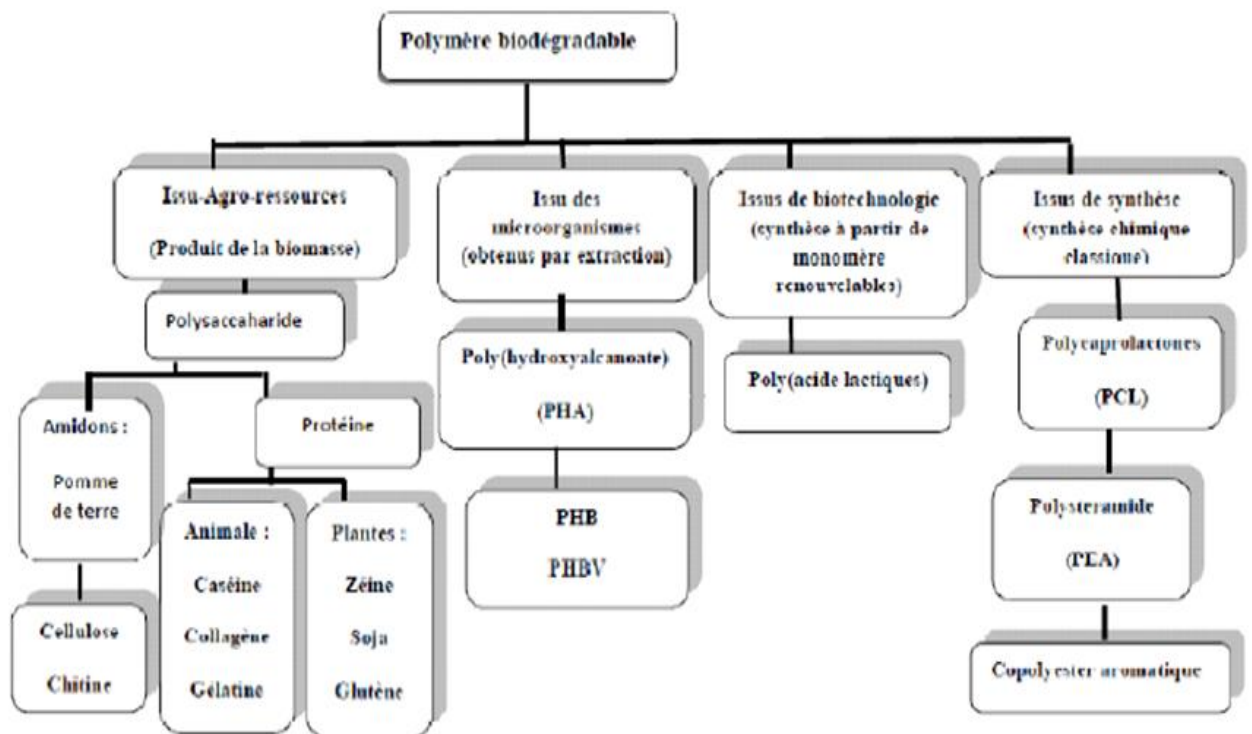 Polymère biodégradable
Issu-Agro-ressources
(Produit de la biomasse)
Issu des
microorganismes
(obtenus par extraction)
Issus de biotechnologie
(synthèse à partir de
monomère
renouvelables)
Issus de synthèse
(synthèse chimique
classique)
Polysaccaharide
Poly(hydroxyalcanoate)
(PHA)
Poly(acide lactiques)
Polycaprolactones
(PCL)
Amidons :
Pomme
de terre
Protéine
Animale :
Caséine
Collagène
Gélatine
Plantes :
Zéine
Soja
Glutène
PHB
PHBV
Polysteramide
(PEA)
Cellulose
Chitine
Copolyester aromatique